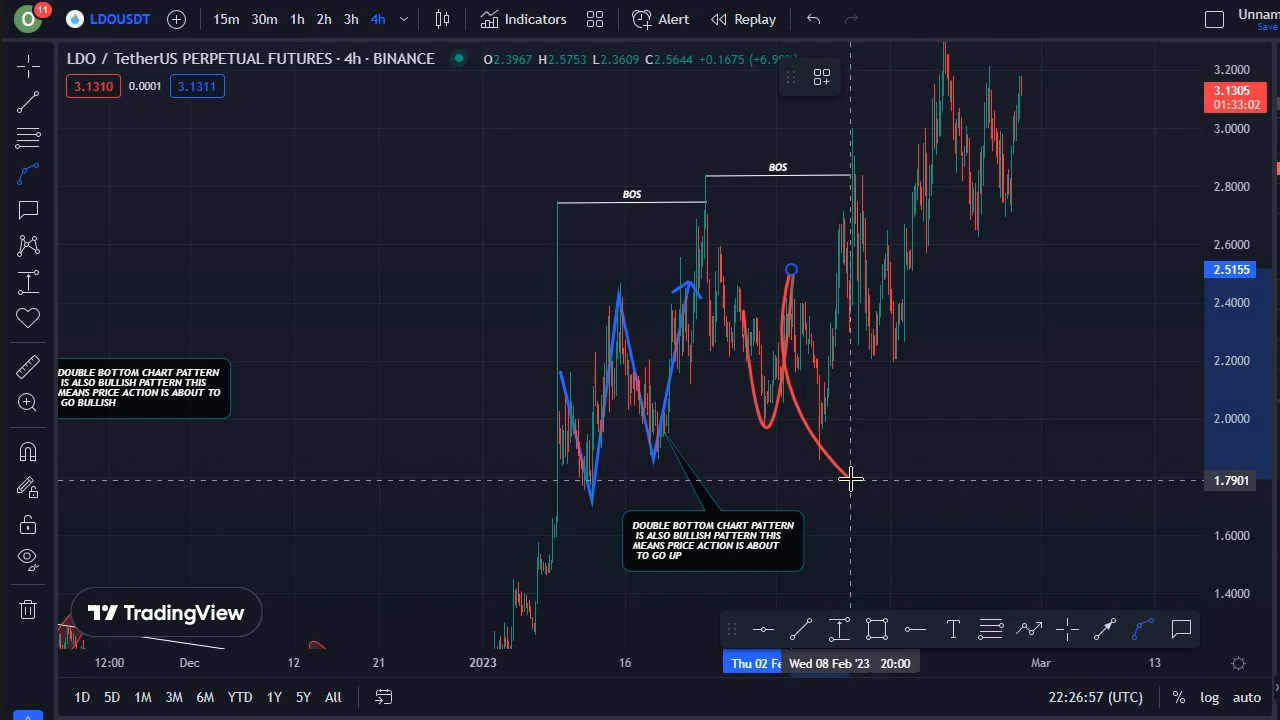 O 11 LDOUSDT 15m 30m 1h 2h 3h 4h Indicators Alert Replay Unnam
Save
LDO / TetherUS PERPETUAL FUTURES · 4h · BINANCE O2.3967 H2.5753 L2.3609 C2.5644 +0.1675
3.1310 0.0001 3.1311
3.2000
3.1305
01:33:02
3.0000
BOS
2.8000
BOS
2.6000
2.5155
2.4000
2.2000
DOUBLE BOTTOM CHART PATTERN
IS ALSO BULLISH PATTERN THIS
MEANS PRICE ACTION IS ABOUT TO
GO BULLISH
2.0000
1.7901
DOUBLE BOTTOM CHART PATTERN
IS ALSO BULLISH PATTERN THIS
MEANS PRICE ACTION IS ABOUT
TO GO UP
1.6000
1.4000
TradingView
12:00 Dec 12 21 2023 16 Thu 02 Fe Wed 08 Feb '23 20:00 Mar 13
1D 5D 1M 3M 6M YTD 1Y 5Y All 22:26:57 (UTC) % log auto